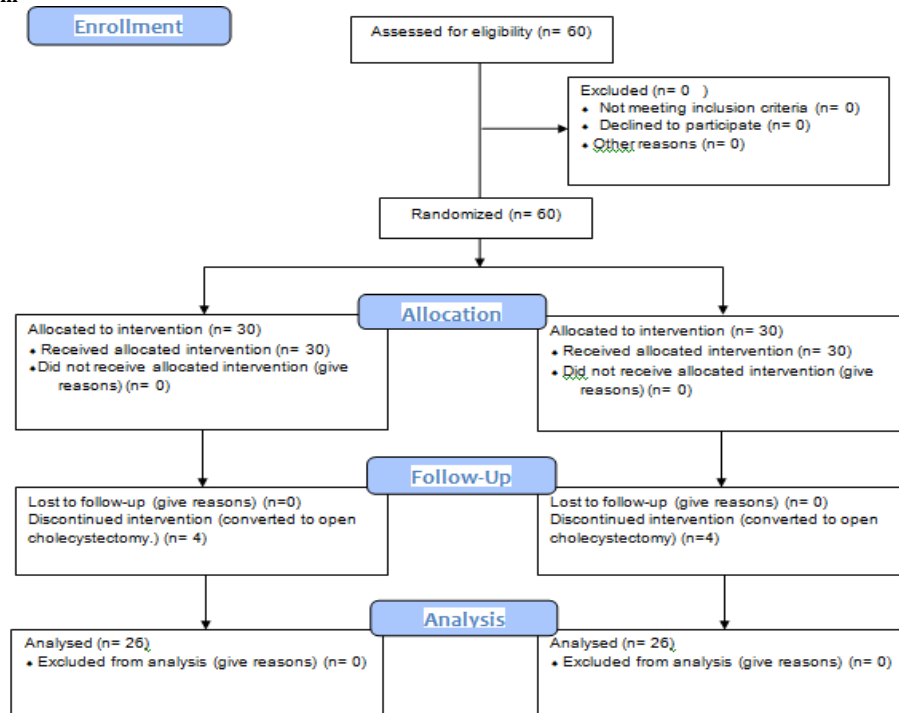 Enrollment
Assessed for eligibility (n= 60)
Excluded (n= 0 )
• Not meeting inclusion criteria (n= 0)
• Declined to participate (n= 0)
• Other reasons (n= 0)
Randomized (n= 60)
Allocation
Allocated to intervention (n= 30)
• Received allocated intervention (n= 30)
•Did not receive allocated intervention (give
reasons) (n= 0)
Allocated to intervention (n= 30)
• Received allocated intervention (n= 30)
• Did not receive allocated intervention (give
reasons) (n= 0)
Follow-Up
Lost to follow-up (give reasons) (n=0)
Discontinued intervention (converted to open
cholecystectomy.) (n= 4)
Lost to follow-up (give reasons) (n= 0)
Discontinued intervention (converted to open
cholecystectomy) (n=4)
Analysis
Analysed (n= 26)
• Excluded from analysis (give reasons) (n= 0)
Analysed (n= 26)
• Excluded from analysis (give reasons) (n= 0)